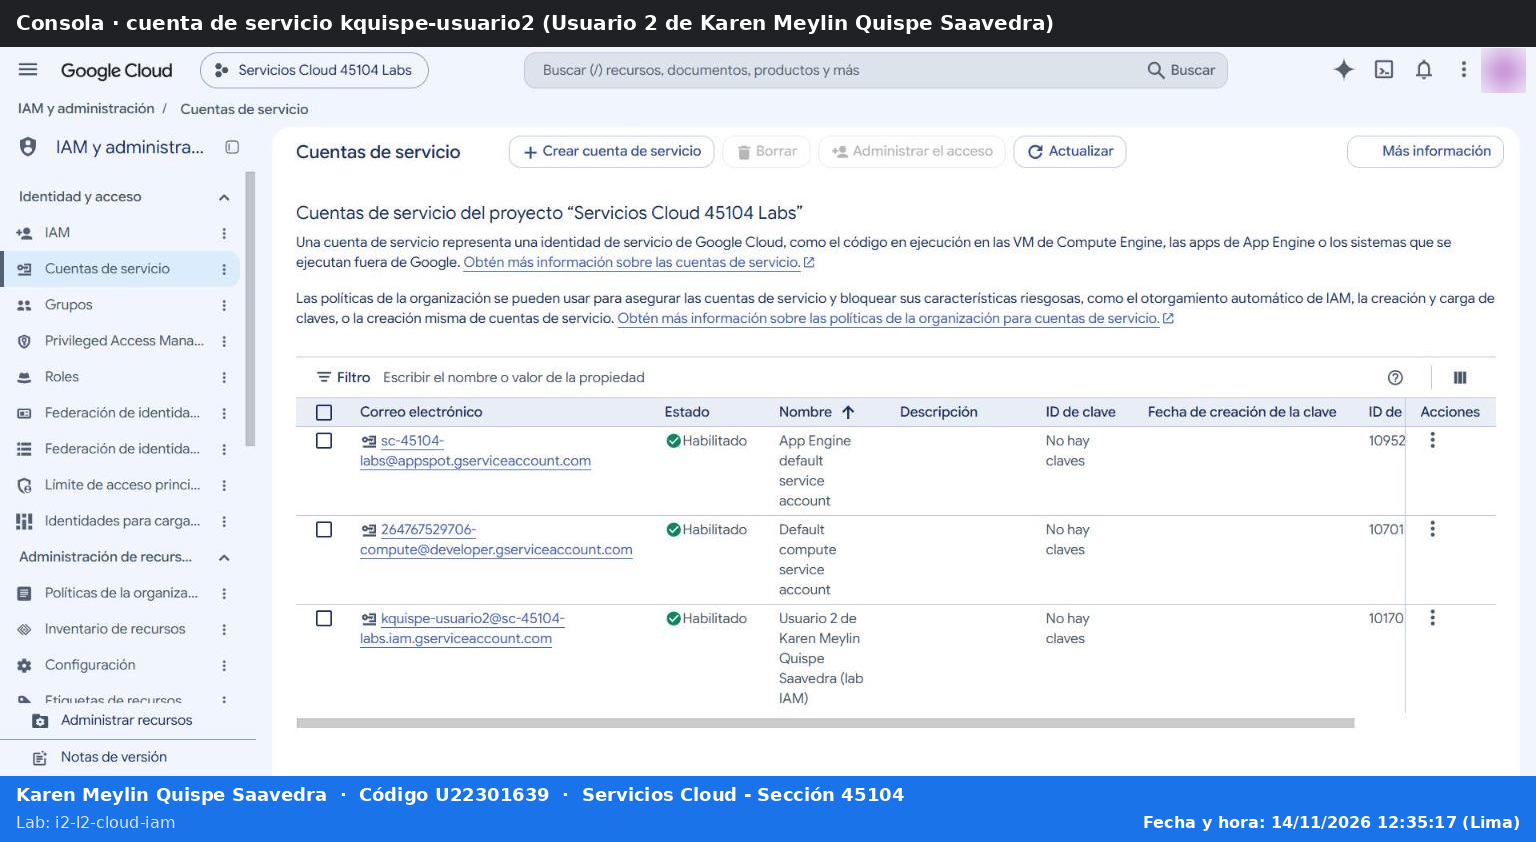 Consola · cuenta de servicio kquispe-usuario2 (Usuario 2 de Karen Meylin Quispe Saavedra)
Google Cloud
Servicios Cloud 45104 Labs
Buscar (/) recursos, documentos, productos y más
Buscar
IAM y administración / Cuentas de servicio
IAM y administra...
Identidad y acceso
IAM
Cuentas de servicio
Grupos
Privileged Access Mana...
Roles
Federación de identida...
Federación de identida...
Límite de acceso princi...
Identidades para carga...
Administración de recurs...
Políticas de la organiza...
Inventario de recursos
Configuración
Etiquetas de recursos
Administrar recursos
Notas de versión
Cuentas de servicio
Crear cuenta de servicio
Borrar
Administrar el acceso
Actualizar
Más información
Cuentas de servicio del proyecto “Servicios Cloud 45104 Labs”
Una cuenta de servicio representa una identidad de servicio de Google Cloud, como el código en ejecución en las VM de Compute Engine, las apps de App Engine o los sistemas que se
ejecutan fuera de Google. Obtén más información sobre las cuentas de servicio.
Las políticas de la organización se pueden usar para asegurar las cuentas de servicio y bloquear sus características riesgosas, como el otorgamiento automático de IAM, la creación y carga de
claves, o la creación misma de cuentas de servicio. Obtén más información sobre las políticas de la organización para cuentas de servicio.
Filtro Escribir el nombre o valor de la propiedad
Correo electrónico Estado Nombre Descripción ID de clave Fecha de creación de la clave ID de Acciones
sc-45104- Habilitado App Engine No hay 10952
labs@appspot.gserviceaccount.com default claves
service
account
264767529706- Habilitado Default No hay 10701
compute@developer.gserviceaccount.com compute claves
service
account
kquispe-usuario2@sc-45104- Habilitado Usuario 2 de No hay 10170
labs.iam.gserviceaccount.com Karen Meylin claves
Quispe
Saavedra (lab
IAM)
Karen Meylin Quispe Saavedra · Código U22301639 · Servicios Cloud - Sección 45104
Lab: i2-l2-cloud-iam
Fecha y hora: 14/11/2026 12:35:17 (Lima)